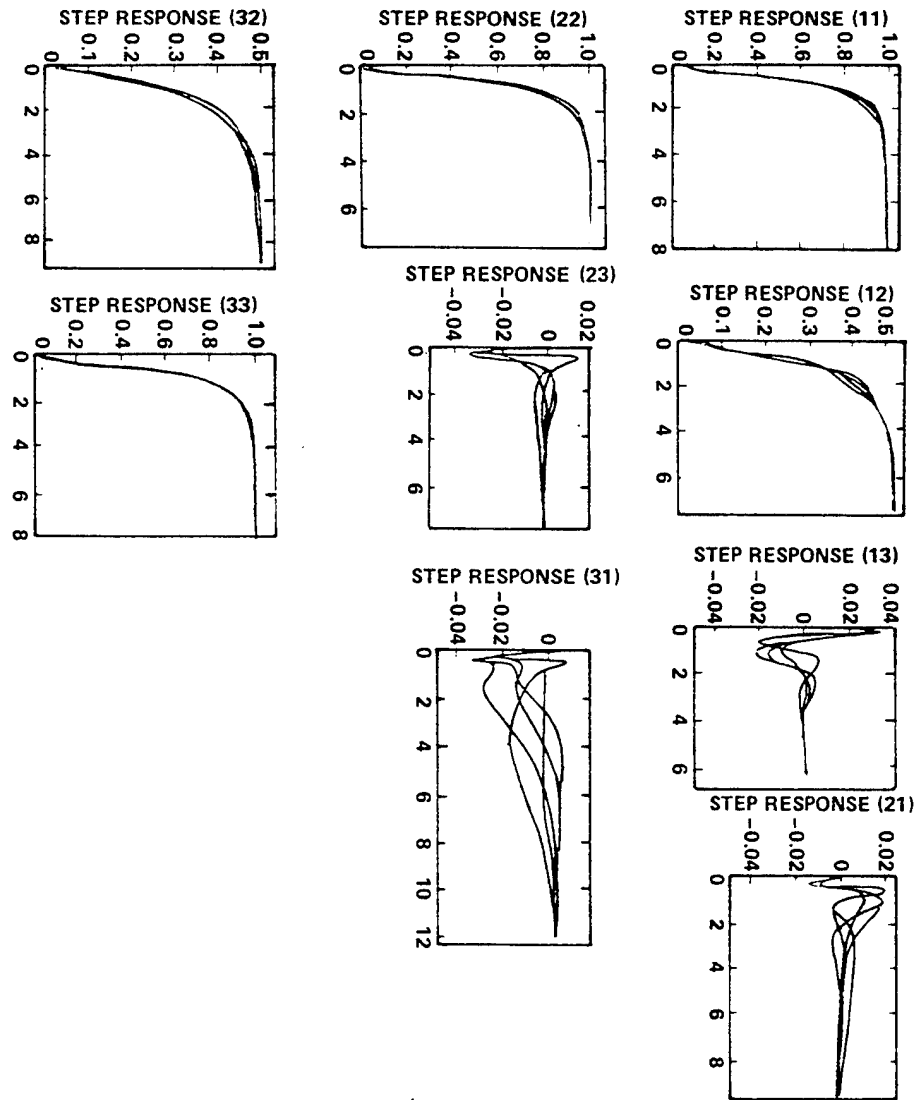 STEP RESPONSE (32)
0 0.1 0.2 0.3 0.4 0.5
0 2 4 6 8
STEP RESPONSE (22)
0 0.2 0.4 0.6 0.8 1.0
0 2 4 6
STEP RESPONSE (11)
0 0.2 0.4 0.6 0.8 1.0
0 2 4 6 8
STEP RESPONSE (33)
0 0.2 0.4 0.6 0.8 1.0
0 2 4 6 8
STEP RESPONSE (23)
-0.04 -0.02 0 0.02
0 2 4 6
STEP RESPONSE (12)
0 0.1 0.2 0.3 0.4 0.5
0 2 4 6
STEP RESPONSE (31)
-0.04 -0.02 0
0 2 4 6 8 10 12
STEP RESPONSE (13)
-0.04 -0.02 0 0.02 0.04
0 2 4 6
STEP RESPONSE (21)
-0.04 -0.02 0 0.02
0 2 4 6 8